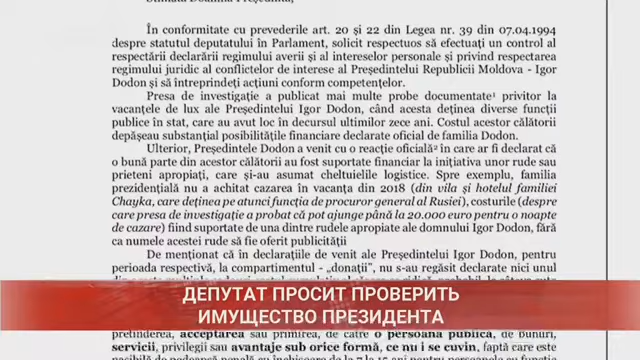 Stimată Doamnă Președintă,
În conformitate cu prevederile art. 20 și 22 din Legea nr. 39 din 07.04.1994
despre statutul deputatului în Parlament, solicit respectuos să efectuați un control al
respectării declarării regimului averii și al intereselor personale și privind respectarea
regimului juridic al conflictelor de interese al Președintelui Republicii Moldova - Igor
Dodon și să întreprindeți acțiuni conform competențelor.
Presa de investigație a publicat mai multe probe documentate¹ privitor la
vacanțele de lux ale Președintelui Igor Dodon, când acesta deținea diverse funcții
publice în stat, care au avut loc în decursul ultimilor zece ani. Costul acestor călătorii
depășeau substanțial posibilitățile financiare declarate oficial de familia Dodon.
Ulterior, Președintele Dodon a venit cu o reacție oficială² în care ar fi declarat că
o bună parte din acestor călătorii au fost suportate financiar la inițiativa unor rude sau
prieteni apropiați, care și-au asumat cheltuielile logistice. Spre exemplu, familia
prezidențială nu a achitat cazarea în vacanța din 2018 (din vila și hotelul familiei
Chayka, care deținea pe atunci funcția de procuror general al Rusiei), costurile (despre
care presa de investigație a probat că pot ajunge până la 20.000 euro pentru o noapte
de cazare) fiind suportate de una dintre rudele apropiate ale domnului Igor Dodon, fără
ca numele acestei rude să fie oferit publicității
De menționat că în declarațiile de venit ale Președintelui Igor Dodon, pentru
perioada respectivă, la compartimentul - „donații”, nu s-au regăsit declarate nici unul
ДЕПУТАТ ПРОСИТ ПРОВЕРИТЬ
ИМУЩЕСТВО ПРЕЗИДЕНТА
pretinderea, acceptarea sau primirea, de către o persoană publică, de bunuri,
servicii, privilegii sau avantaje sub orice formă, ce nu i se cuvin, faptă care este